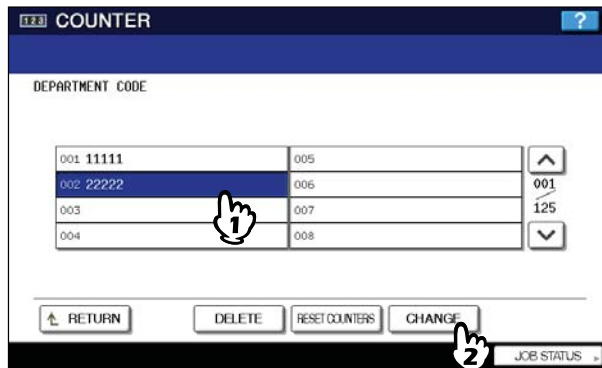 123 COUNTER ?
DEPARTMENT CODE
001 11111 005
002 22222 006 001
003 007 125
004 008
1
RETURN DELETE RESET COUNTERS CHANGE
2
JOB STATUS